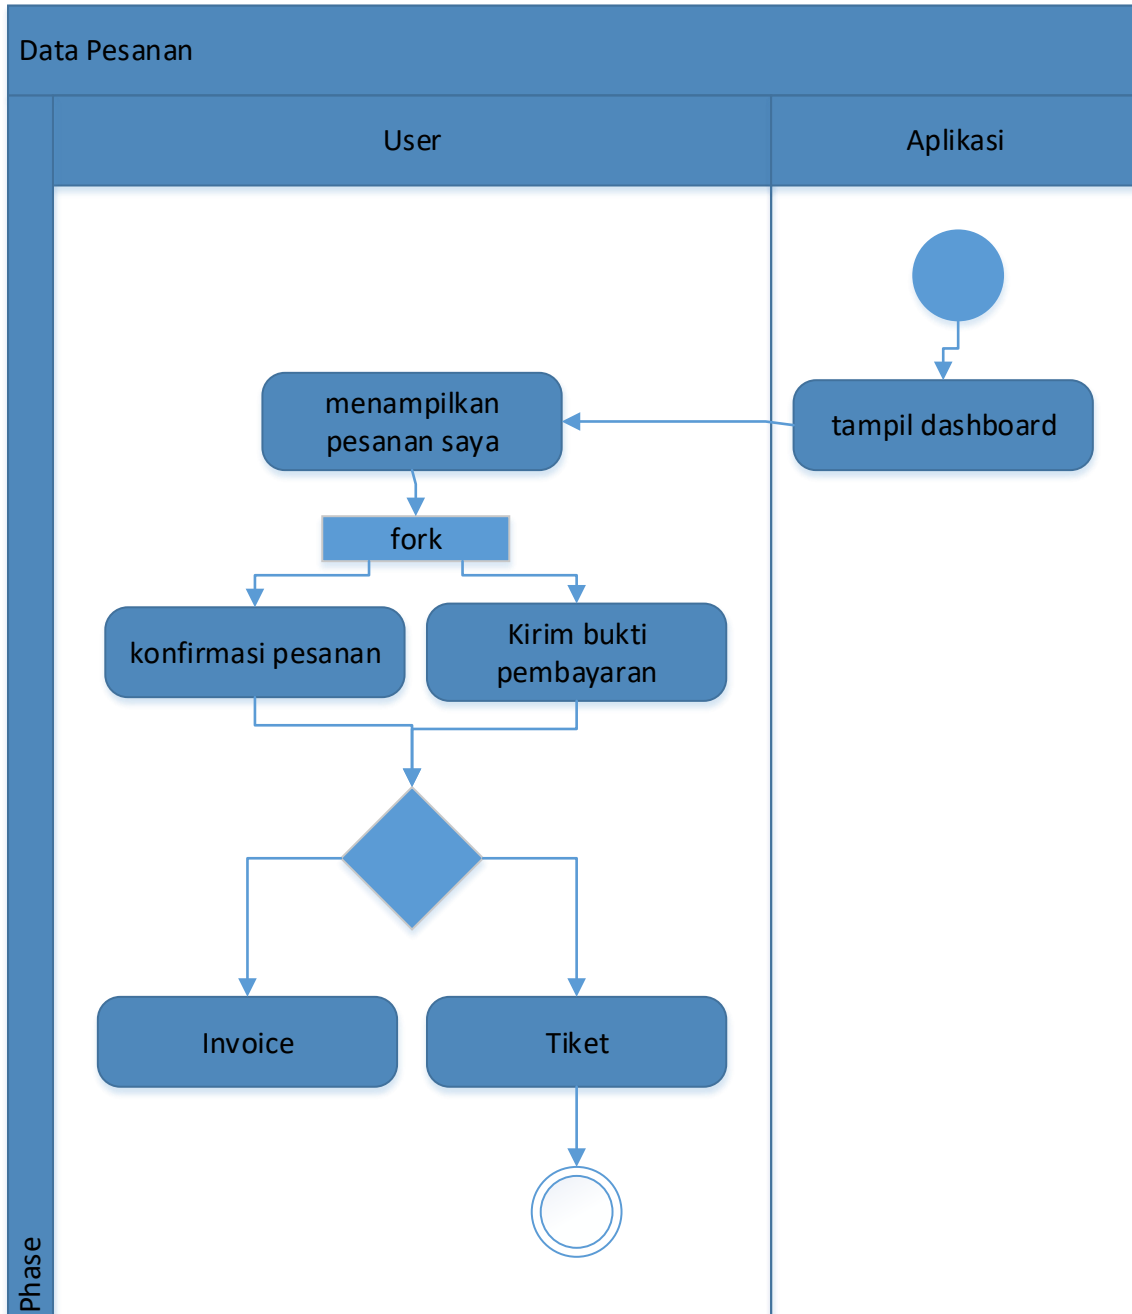 Data Pesanan
User
Aplikasi
menampilkan
pesanan saya
tampil dashboard
fork
konfirmasi pesanan
Kirim bukti
pembayaran
Invoice
Tiket
Phase